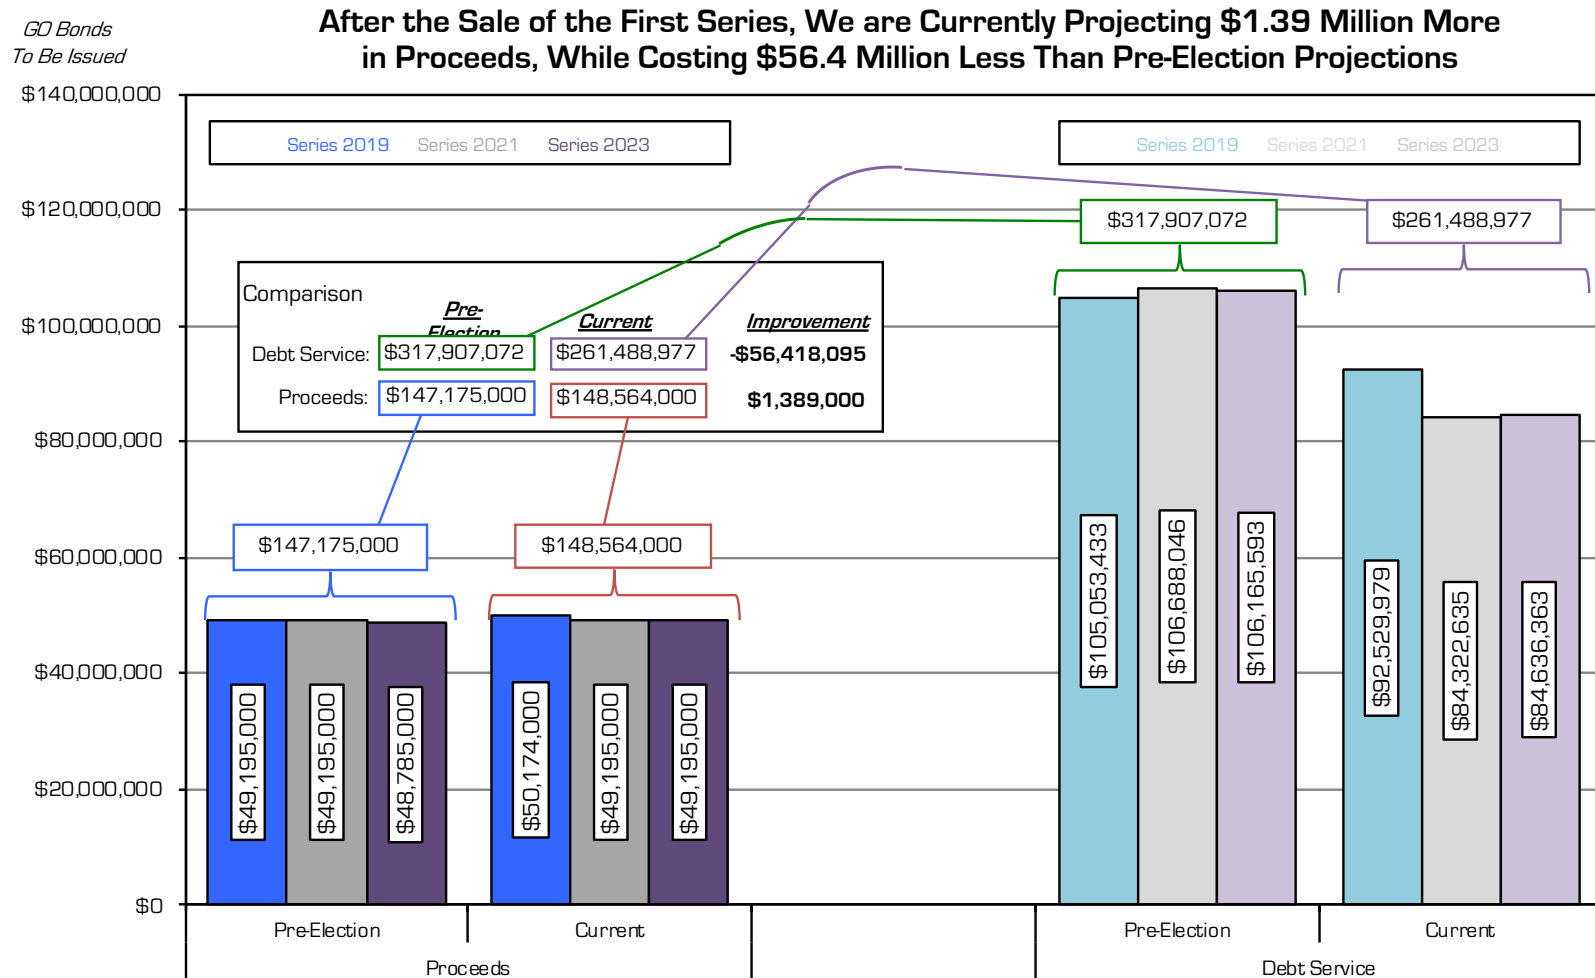 After the Sale of the First Series, We are Currently Projecting $1.39 Million More
in Proceeds, While Costing $56.4 Million Less Than Pre-Election Projections
GO Bonds
To Be Issued
$140,000,000
$120,000,000
$100,000,000
$80,000,000
$60,000,000
$40,000,000
$20,000,000
$0
Series 2019 Series 2021 Series 2023
Series 2019 Series 2021 Series 2023
$317,907,072
$261,488,977
Comparison
Pre-
Election
Current
Improvement
Debt Service: $317,907,072 $261,488,977 -$56,418,095
Proceeds: $147,175,000 $148,564,000 $1,389,000
$147,175,000
$148,564,000
$49,195,000
$49,195,000
$48,785,000
$50,174,000
$49,195,000
$49,195,000
$105,053,433
$106,688,046
$106,165,593
$92,529,979
$84,322,635
$84,636,363
Pre-Election
Current
Pre-Election
Current
Proceeds
Debt Service